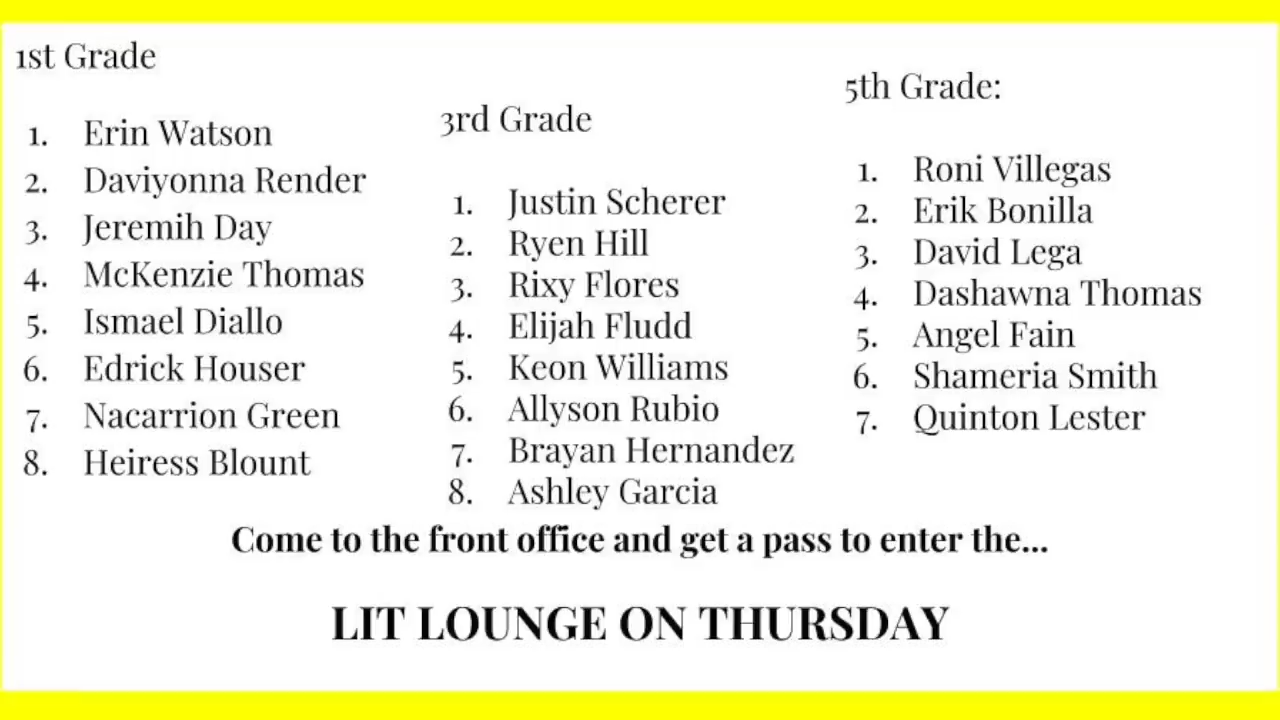 1st Grade
1. Erin Watson
2. Daviyonna Render
3. Jeremih Day
4. McKenzie Thomas
5. Ismael Diallo
6. Edrick Houser
7. Nacarrion Green
8. Heiress Blount
3rd Grade
1. Justin Scherer
2. Ryen Hill
3. Rixy Flores
4. Elijah Fludd
5. Keon Williams
6. Allyson Rubio
7. Brayan Hernandez
8. Ashley Garcia
5th Grade:
1. Roni Villegas
2. Erik Bonilla
3. David Lega
4. Dashawna Thomas
5. Angel Fain
6. Shameria Smith
7. Quinton Lester
Come to the front office and get a pass to enter the...
LIT LOUNGE ON THURSDAY